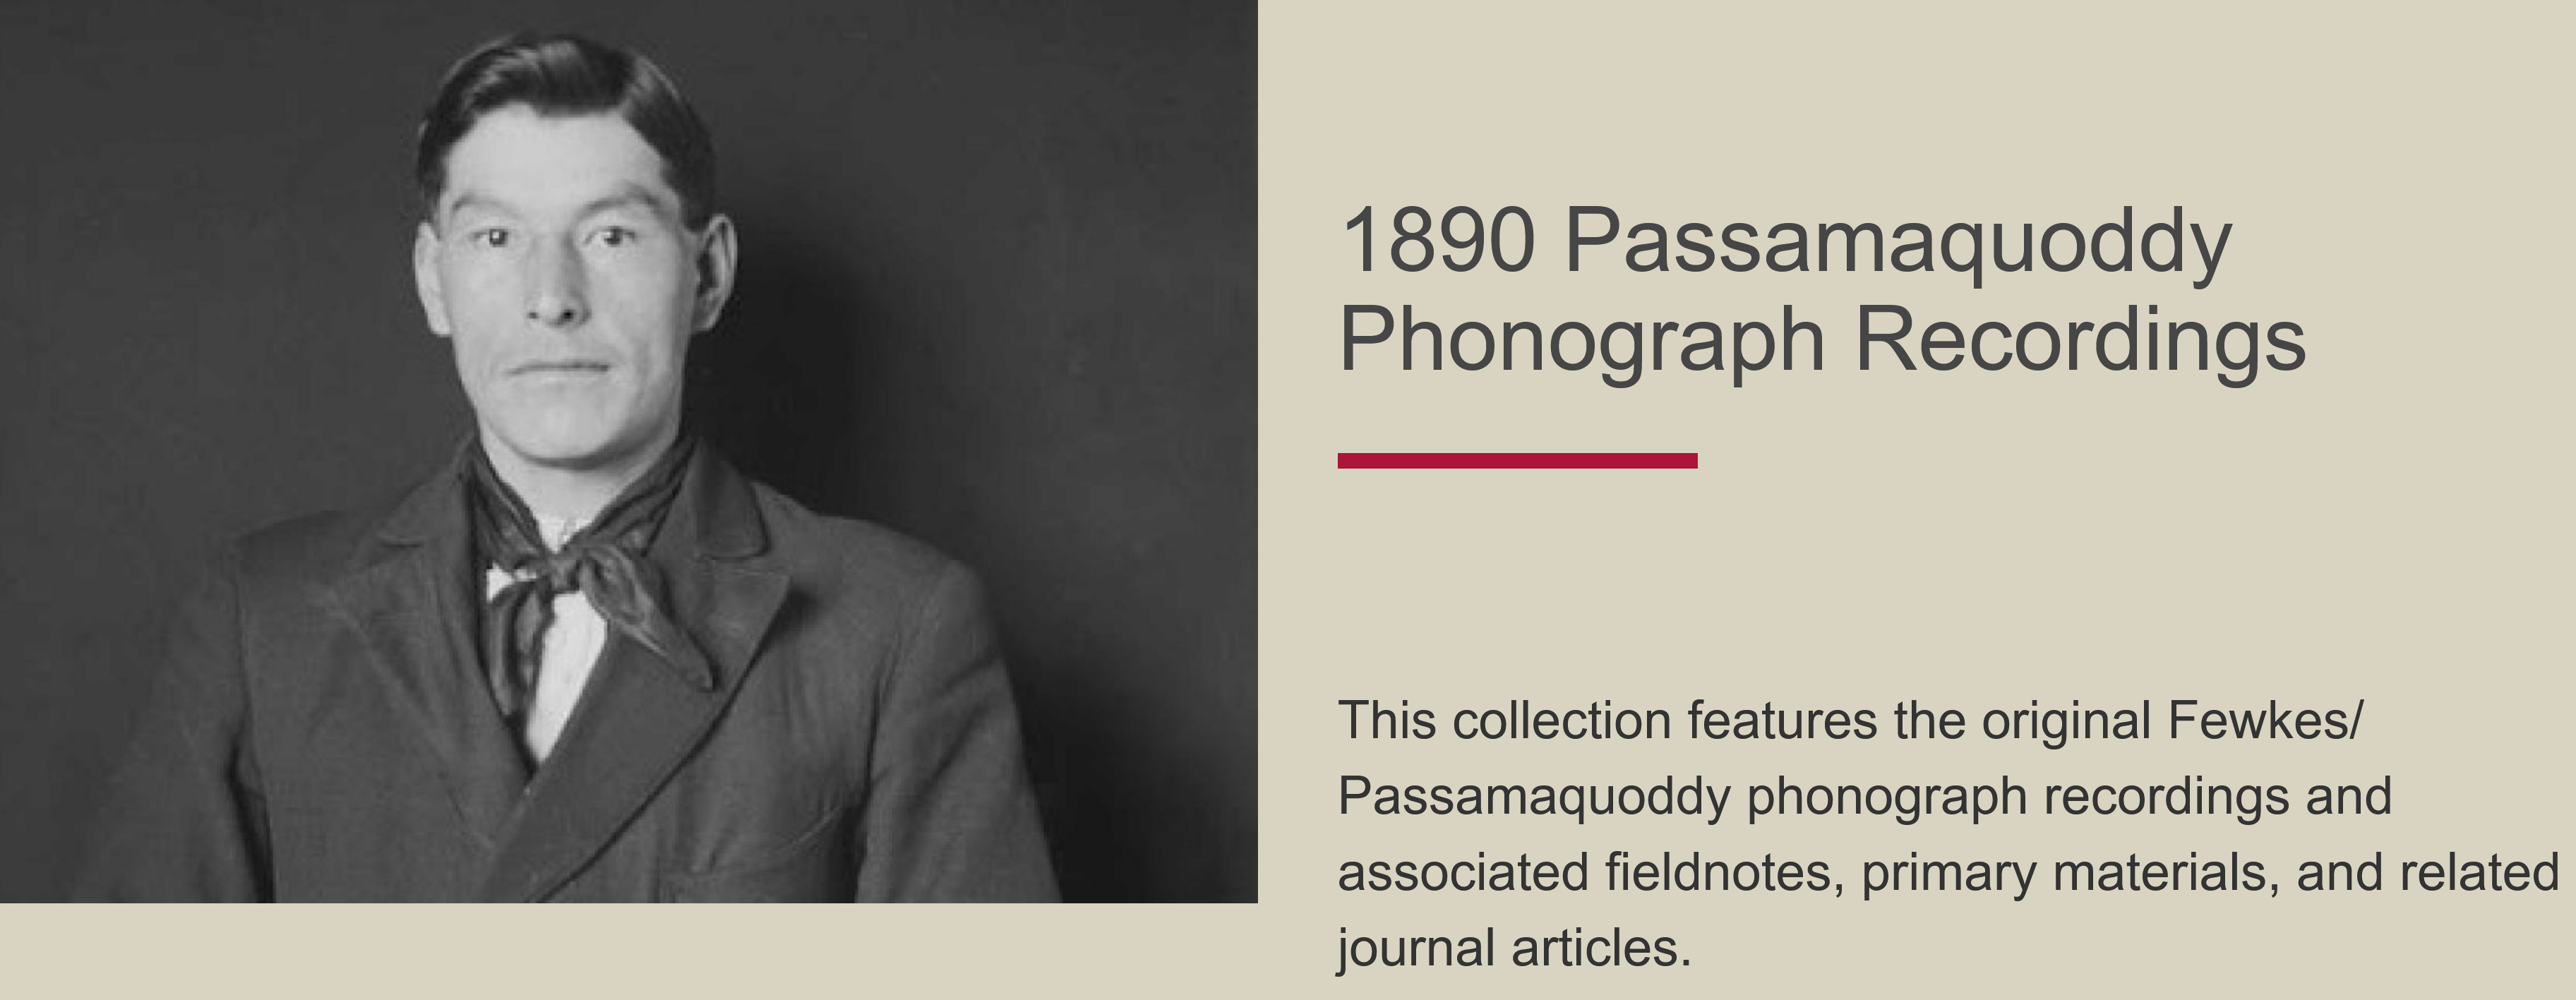 1890 Passamaquoddy
Phonograph Recordings
This collection features the original Fewkes/
Passamaquoddy phonograph recordings and
associated fieldnotes, primary materials, and related
journal articles.